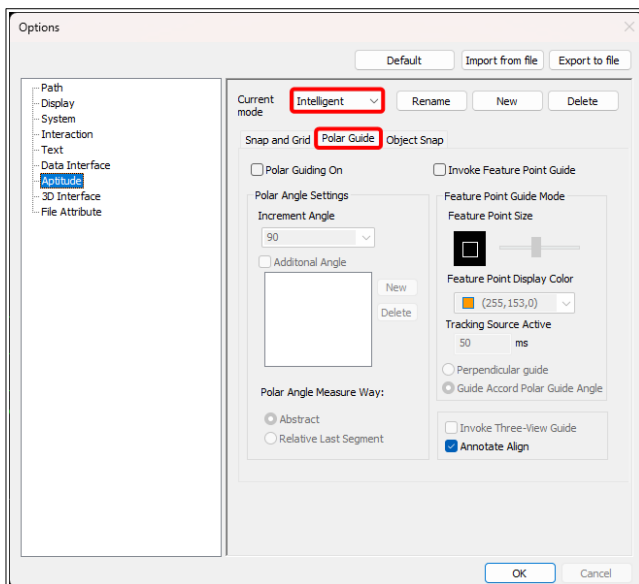 Options
Default
Import from file
Export to file
Path
Display
System
Interaction
Text
Data Interface
Aptitude
3D Interface
File Attribute
Current mode
Intelligent
Rename
New
Delete
Snap and Grid
Polar Guide
Object Snap
Polar Guiding On
Invoke Feature Point Guide
Polar Angle Settings
Increment Angle
90
Additonal Angle
New
Delete
Polar Angle Measure Way:
Abstract
Relative Last Segment
Feature Point Guide Mode
Feature Point Size
Feature Point Display Color
(255,153,0)
Tracking Source Active
50 ms
Perpendicular guide
Guide Accord Polar Guide Angle
Invoke Three-View Guide
Annotate Align
OK
Cancel